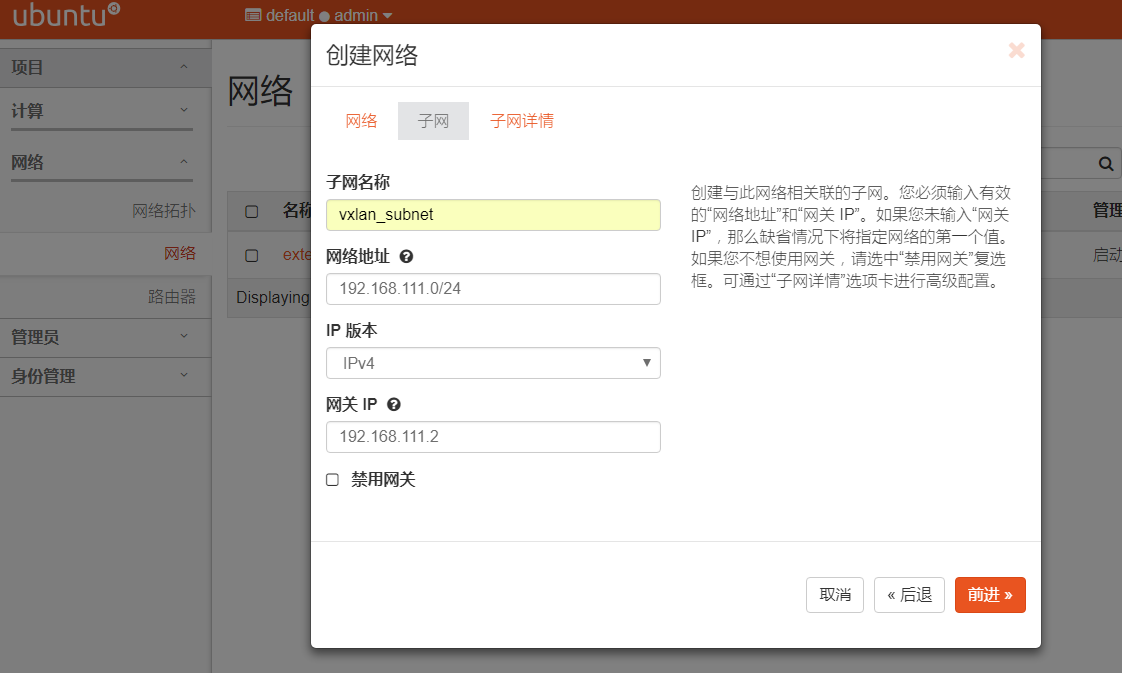 ubuntu
default admin
项目
计算
网络
网络拓扑
网络
路由器
管理员
身份管理
网络
名称
exte
Displaying
管理
启动
创建网络
网络 子网 子网详情
子网名称
vxlan_subnet
网络地址
192.168.111.0/24
IP 版本
IPv4
网关 IP
192.168.111.2
禁用网关
创建与此网络相关联的子网。您必须输入有效
的“网络地址”和“网关 IP”。如果您未输入“网关
IP”，那么缺省情况下将指定网络的第一个值。
如果您不想使用网关，请选中“禁用网关”复选
框。可通过“子网详情”选项卡进行高级配置。
取消 « 后退 前进 »